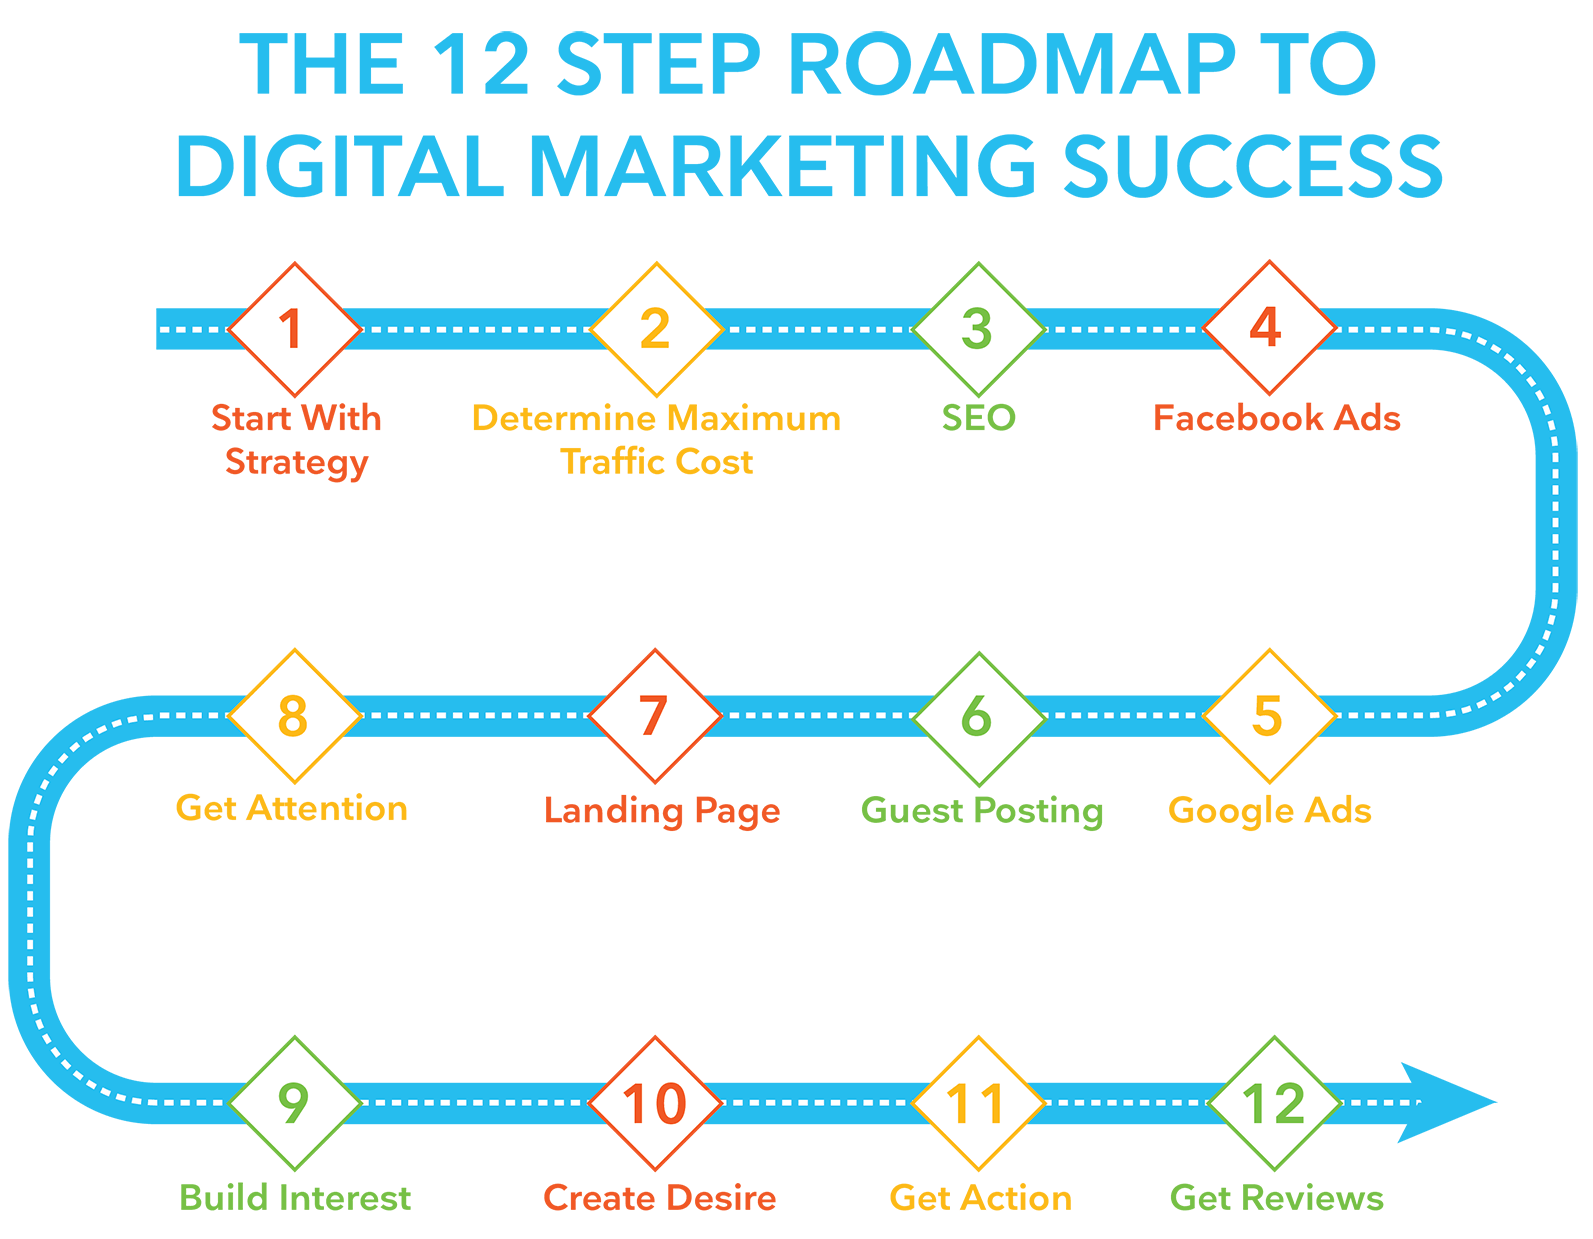 THE 12 STEP ROADMAP TO
DIGITAL MARKETING SUCCESS
1
Start With
Strategy
2
Determine Maximum
Traffic Cost
3
SEO
4
Facebook Ads
5
Google Ads
6
Guest Posting
7
Landing Page
8
Get Attention
9
Build Interest
10
Create Desire
11
Get Action
12
Get Reviews